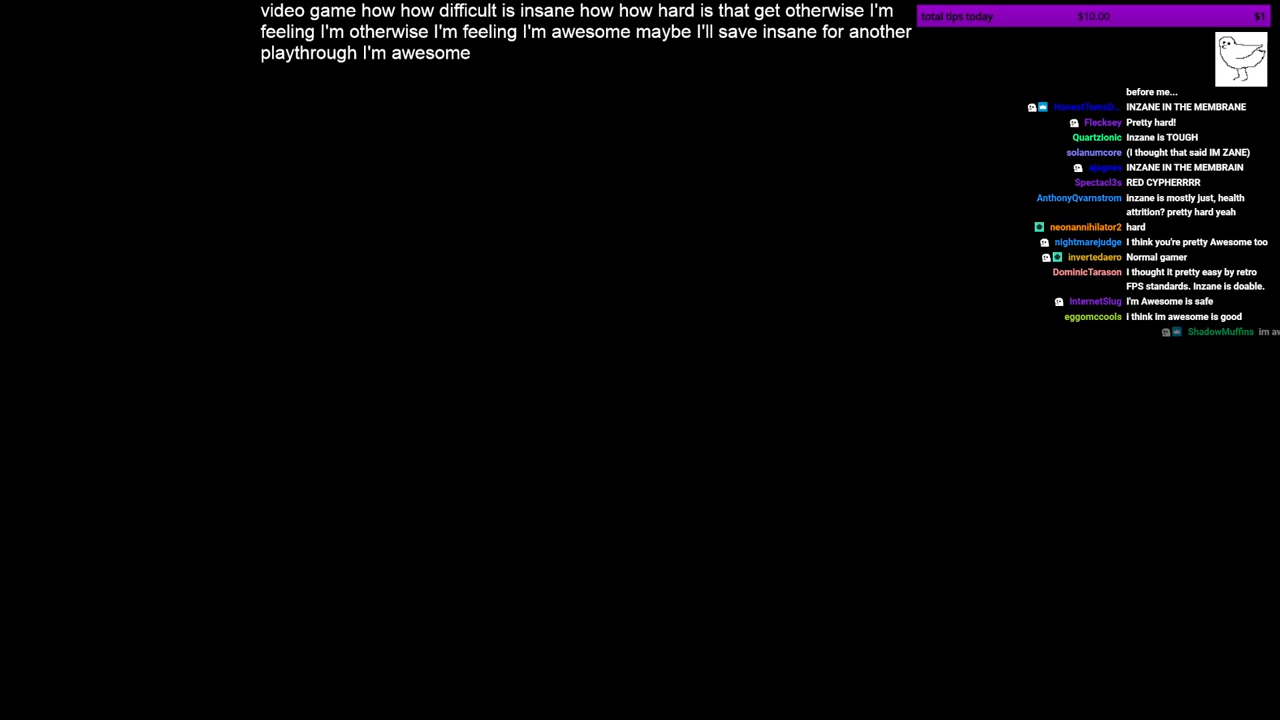 video game how how difficult is insane how how hard is that get otherwise I'm
feeling I'm otherwise I'm feeling I'm awesome maybe I'll save insane for another
playthrough I'm awesome
total tips today $10.00 $1
before me...
INZANE IN THE MEMBRANE
Flecksey Pretty hard!
Quartzionic Inzane is TOUGH
solanumcore (I thought that said IM ZANE)
INZANE IN THE MEMBRAIN
Spectacl3s RED CYPHERRRR
AnthonyQvarnstrom Inzane is mostly just, health
attrition? pretty hard yeah
neonannihilator2 hard
nightmarejudge I think you're pretty Awesome too
invertedaero Normal gamer
DominicTarason I thought it pretty easy by retro
FPS standards. Inzane is doable.
InternetSlug I'm Awesome is safe
eggomccools i think im awesome is good
ShadowMuffins im